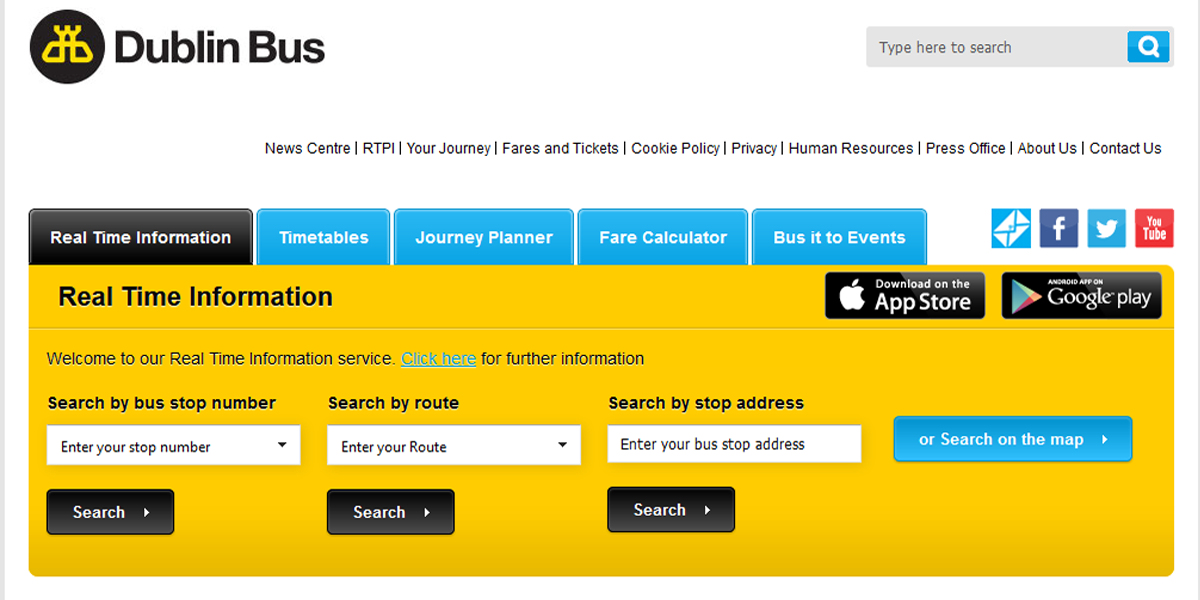 Dublin Bus
Type here to search
News Centre | RTPI | Your Journey | Fares and Tickets | Cookie Policy | Privacy | Human Resources | Press Office | About Us | Contact Us
Real Time Information
Timetables
Journey Planner
Fare Calculator
Bus it to Events
f
You
Tube
Real Time Information
Download on the
App Store
ANDROID APP ON
Google play
Welcome to our Real Time Information service. Click here for further information
Search by bus stop number
Search by route
Search by stop address
Enter your stop number
Enter your Route
Enter your bus stop address
or Search on the map
Search
Search
Search